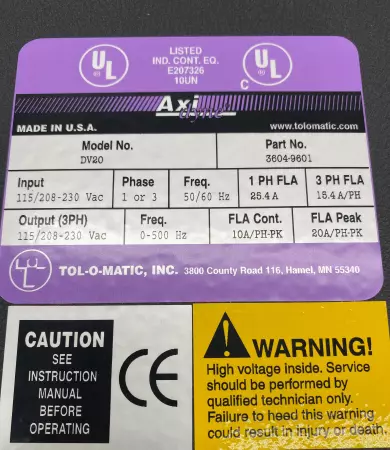 UL
LISTED
IND. CONT. EQ.
E207326
10UN
C UL
Axi
dyne
MADE IN U.S.A.
www.tolomatic.com
Model No. Part No.
DV20 3604-9601
Input Phase Freq. 1 PH FLA 3 PH FLA
115/208-230 Vac 1 or 3 50/60 Hz 25.4 A 15.4 A/PH
Output (3PH) Freq. FLA Cont. FLA Peak
115/208-230 Vac 0-500 Hz 10A/PH-PK 20A/PH-PK
TOL-O-MATIC, INC. 3800 County Road 116, Hamel, MN 55340
CAUTION
SEE
INSTRUCTION
MANUAL
BEFORE
OPERATING
CE
WARNING!
High voltage inside. Service
should be performed by
qualified technician only.
Failure to heed this warning
could result in injury or death.